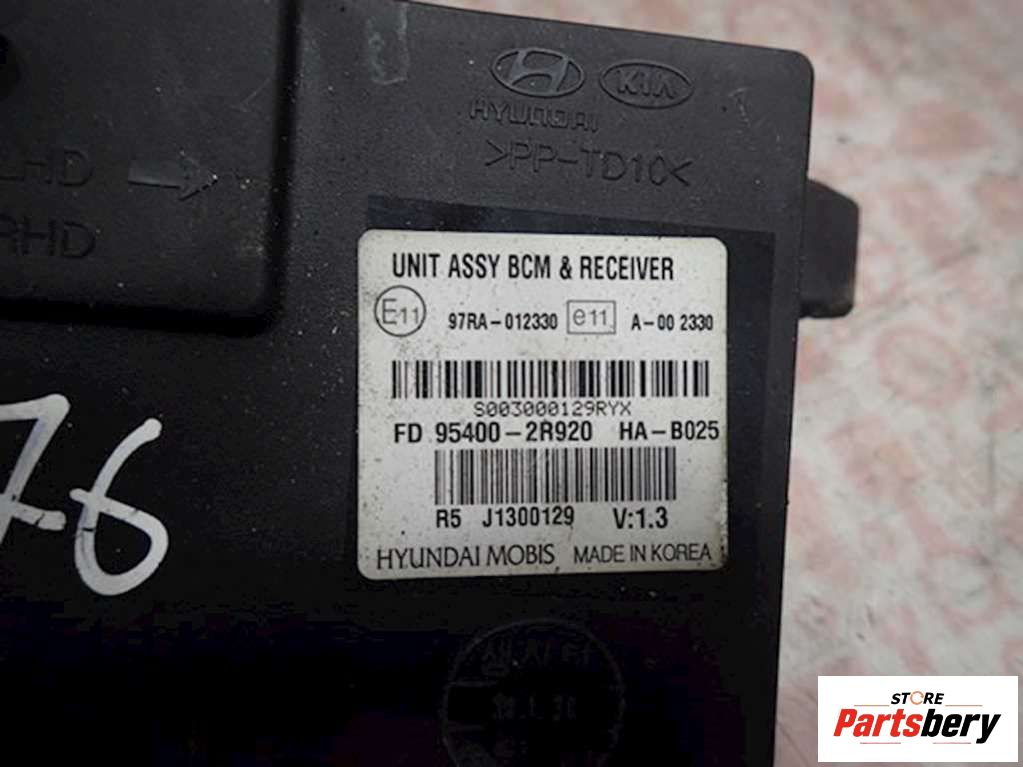 KIA
HYUNDAI
>PP-TD10<
LHD
RHD
UNIT ASSY BCM & RECEIVER
E11 97RA-012330 e11 A-00 2330
S003000129RYX
FD 95400-2R920 HA-B025
R5 J1300129 V:1.3
HYUNDAI MOBIS MADE IN KOREA
76
STORE
Partsbery